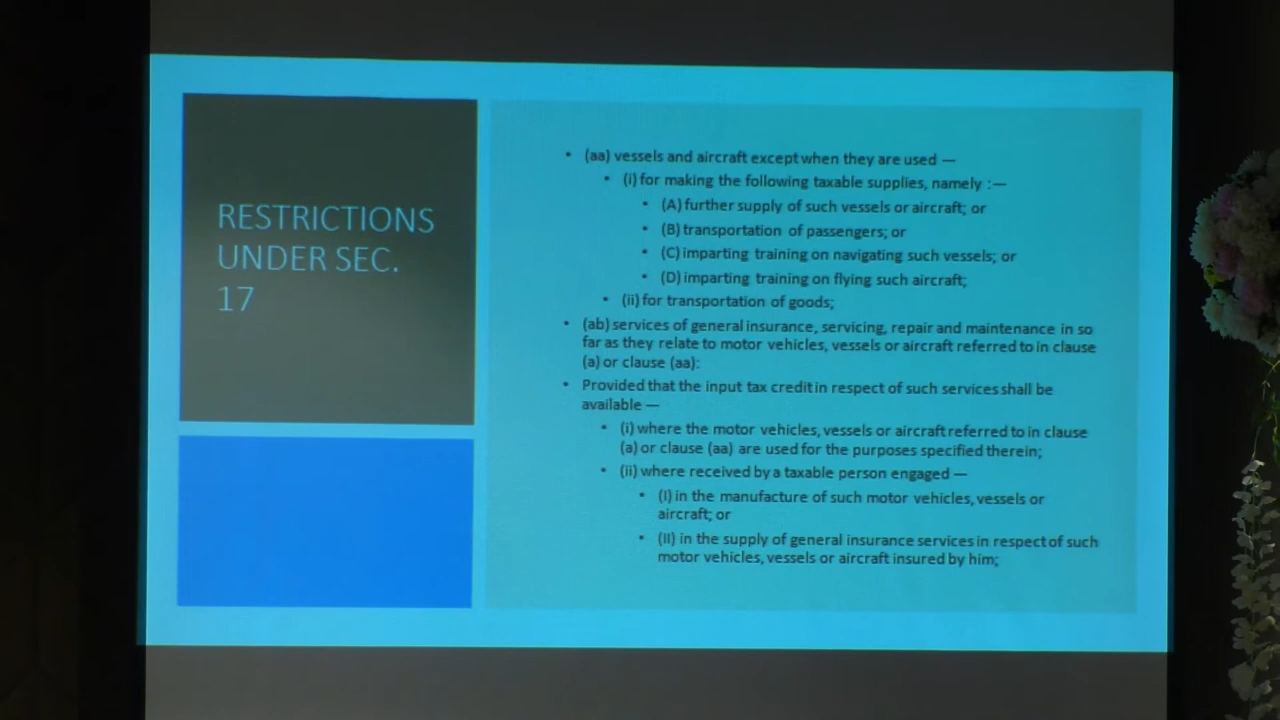 RESTRICTIONS
UNDER SEC.
17
• (aa) vessels and aircraft except when they are used —
• (i) for making the following taxable supplies, namely :—
• (A) further supply of such vessels or aircraft; or
• (B) transportation of passengers; or
• (C) imparting training on navigating such vessels; or
• (D) imparting training on flying such aircraft;
• (ii) for transportation of goods;
• (ab) services of general insurance, servicing, repair and maintenance in so
far as they relate to motor vehicles, vessels or aircraft referred to in clause
(a) or clause (aa):
• Provided that the input tax credit in respect of such services shall be
available —
• (i) where the motor vehicles, vessels or aircraft referred to in clause
(a) or clause (aa) are used for the purposes specified therein;
• (ii) where received by a taxable person engaged —
• (I) in the manufacture of such motor vehicles, vessels or
aircraft; or
• (II) in the supply of general insurance services in respect of such
motor vehicles, vessels or aircraft insured by him;